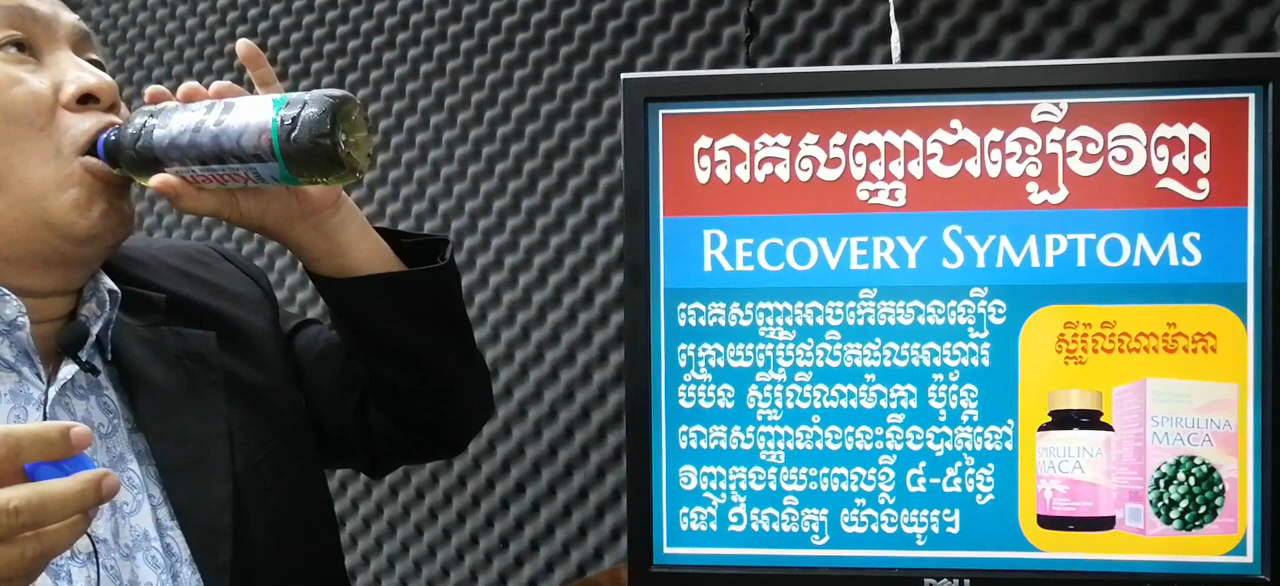 រោគសញ្ញាជាឡើងវិញ
RECOVERY SYMPTOMS
រោគសញ្ញាអាចកើតមានឡើង
ក្រោយប្រើផលិតផលអាហារ
បំប៉ន ស្ពីរ៉ូលីណាម៉ាកា ប៉ុន្តែ
រោគសញ្ញាទាំងនេះនឹងបាត់ទៅ
វិញក្នុងរយះពេលខ្លី ៤-៥ថ្ងៃ
ទៅ ១អាទិត្យ យ៉ាងយូរ។
ស្ពីរ៉ូលីណាម៉ាកា
SPIRULINA
MACA
SPIRULINA
MACA
DELL